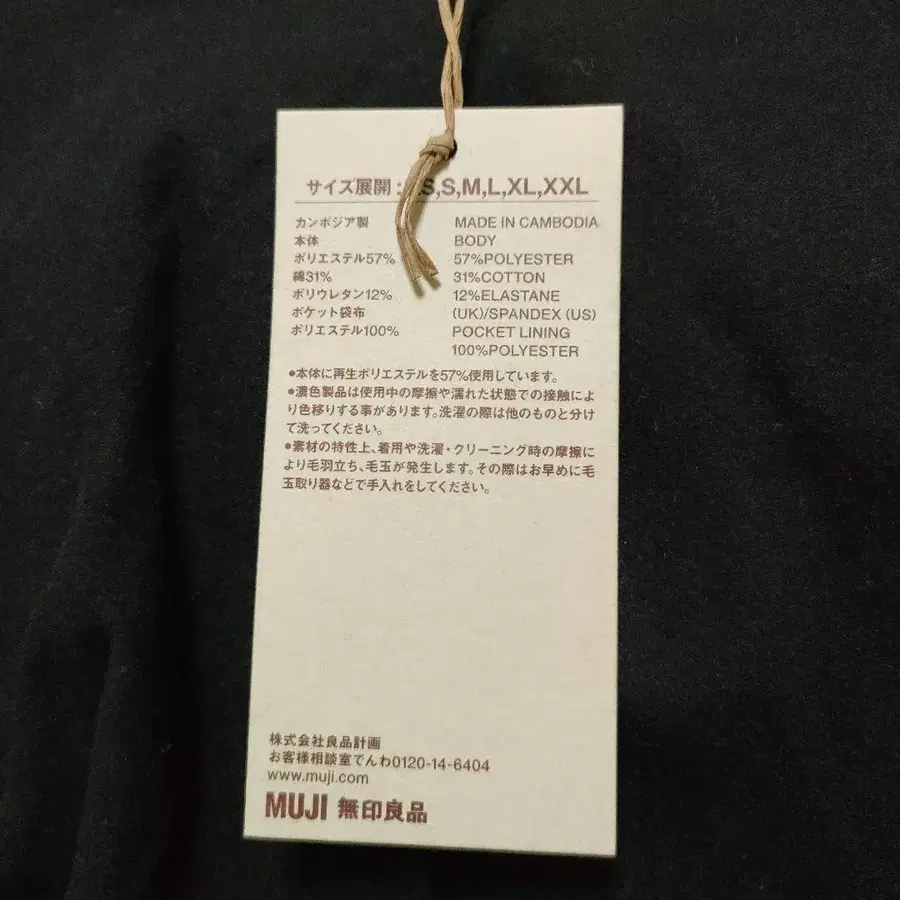 サイズ展開: S,S,M,L,XL,XXL
カンボジア製
本体
ポリエステル57%
綿31%
ポリウレタン12%
ポケット袋布
ポリエステル100%
MADE IN CAMBODIA
BODY
57%POLYESTER
31%COTTON
12%ELASTANE
(UK)/SPANDEX (US)
POCKET LINING
100%POLYESTER
●本体に再生ポリエステルを57%使用しています。
●濃色製品は使用中の摩擦や濡れた状態での接触によ
り色移りする事があります。洗濯の際は他のものと分け
て洗ってください。
●素材の特性上、着用や洗濯・クリーニング時の摩擦に
より毛羽立ち、毛玉が発生します。その際はお早めに毛
玉取り器などで手入れをしてください。
株式会社良品計画
お客様相談室でんわ0120-14-6404
www.muji.com
MUJI 無印良品